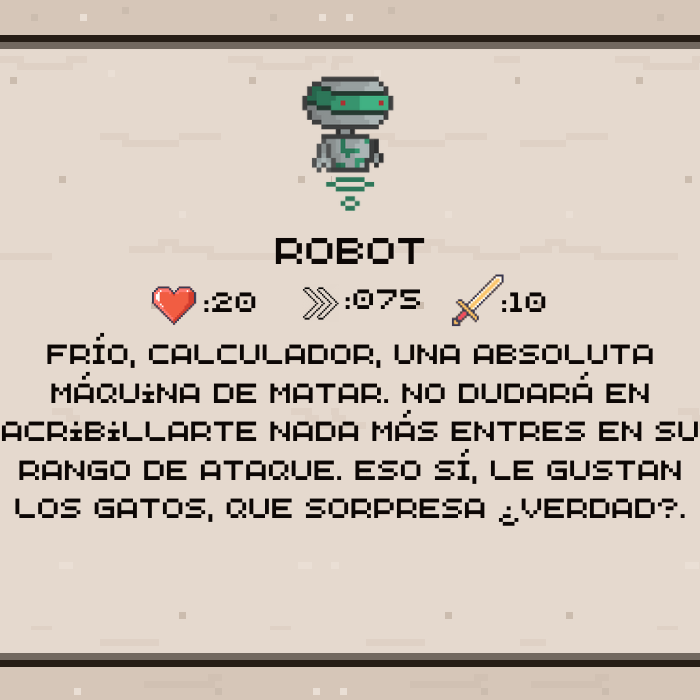 ROBOT
:20 :075 :10
FRÍO, CALCULADOR, UNA ABSOLUTA
MÁQUiNA DE MATAR. NO DUDARÁ EN
ACRiBiLLARTE NADA MÁS ENTRES EN SU
RANGO DE ATAQUE. ESO SÍ, LE GUSTAN
LOS GATOS, QUE SORPRESA ¿VERDAD?.